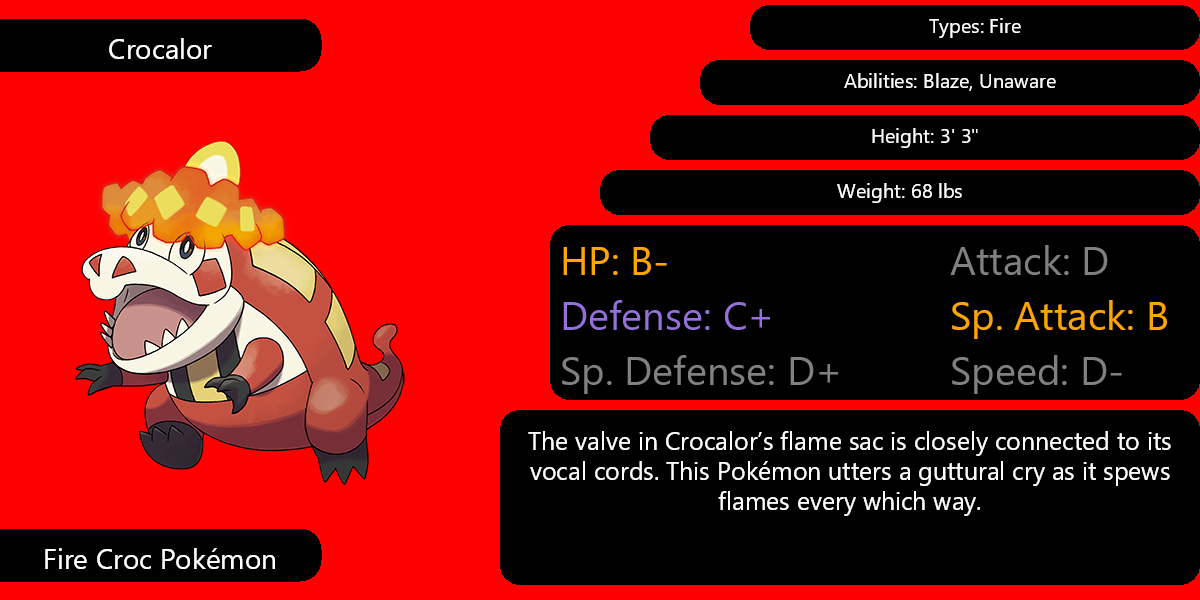 Crocalor
Types: Fire
Abilities: Blaze, Unaware
Height: 3' 3"
Weight: 68 lbs
HP: B-
Attack: D
Defense: C+
Sp. Attack: B
Sp. Defense: D+
Speed: D-
The valve in Crocalor’s flame sac is closely connected to its
vocal cords. This Pokémon utters a guttural cry as it spews
flames every which way.
Fire Croc Pokémon